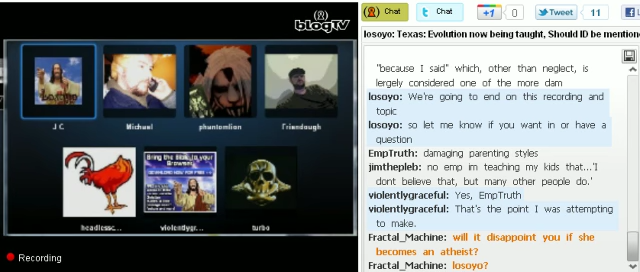 blogTV
Chat
t Chat
+1
0
Tweet
11
losoyo: Texas: Evolution now being taught, Should ID be mentione
"because I said" which, other than neglect, is
lergely considered one of the more dam
losoyo: We're going to end on this recording and
topic
losoyo: so let me know if you want in or have a
question
EmpTruth: damaging parenting styles
jimthepleb: no emp im teaching my kids that...'I
dont believe that, but many other people do.'
violentlygraceful: Yes, EmpTruth
violentlygraceful: That's the point I was attempting
to make.
Fractal_Machine: will it disappoint you if she
becomes an atheist?
Fractal_Machine: losoyo?
J C
Michael
phantomlion
Friendough
Bring the Bible to your
Browser!
headlessc...
violentlygr...
turbo
Recording